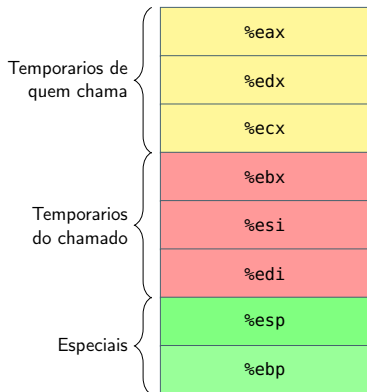 Temporarios de
quem chama
%eax
%edx
%ecx
Temporarios
do chamado
%ebx
%esi
%edi
Especiais
%esp
%ebp